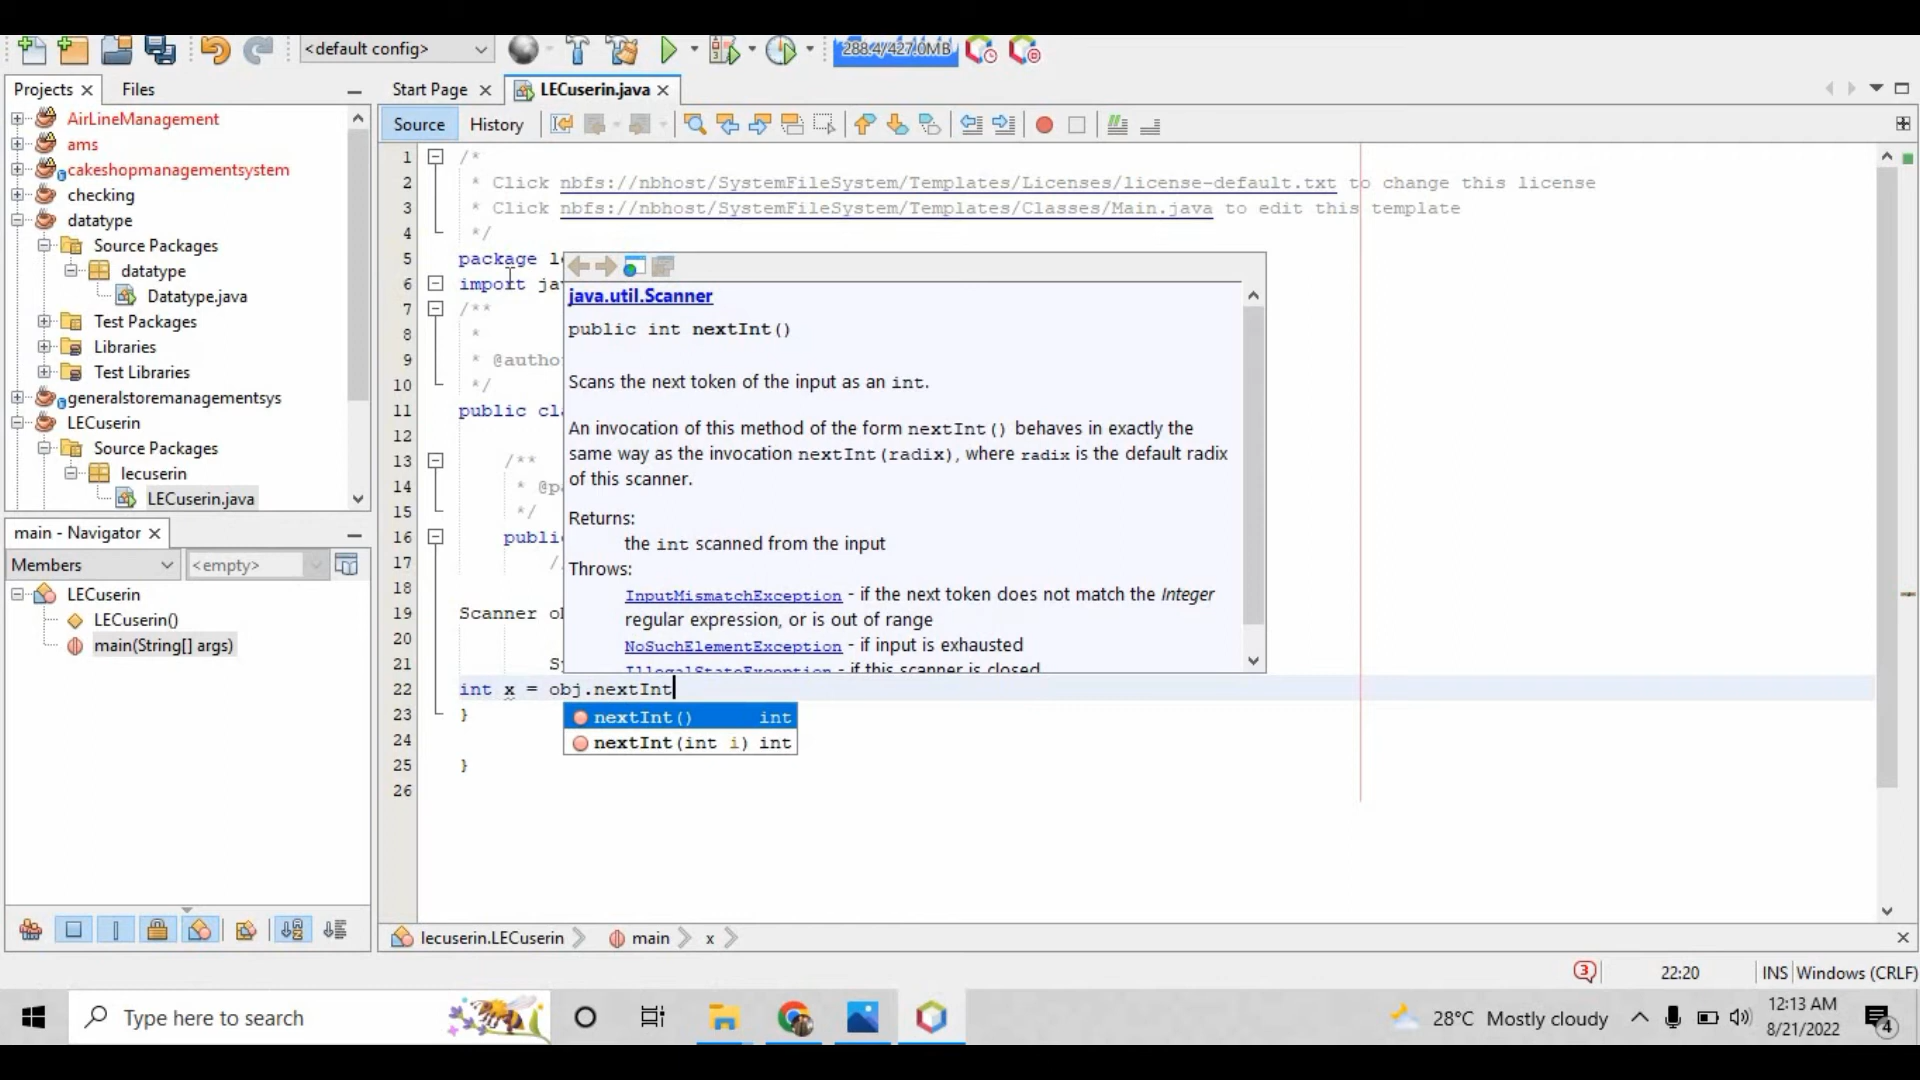 <default config>
288.4/427.0MB
Projects
Files
Start Page
LECuserin.java
AirLineManagement
ams
cakeshopmanagementsystem
checking
datatype
Source Packages
datatype
Datatype.java
Test Packages
Libraries
Test Libraries
generalstoremanagementsys
LECuserin
Source Packages
lecuserin
LECuserin.java
main - Navigator
Members
<empty>
LECuserin
LECuserin()
main(String[] args)
Source
History
1 /*
2 * Click nbfs://nbhost/SystemFileSystem/Templates/Licenses/license-default.txt to change this license
3 * Click nbfs://nbhost/SystemFileSystem/Templates/Classes/Main.java to edit this template
4 */
5 package l
6 import ja
7 /**
8 *
9 * @autho
10 */
11 public cl
12
13 /**
14 * @p
15 */
16 publi
17 /
18
19 Scanner o
20
21 S
22 int x = obj.nextInt
23 }
24
25 }
26
java.util.Scanner
public int nextInt()
Scans the next token of the input as an int.
An invocation of this method of the form nextInt() behaves in exactly the
same way as the invocation nextInt(radix), where radix is the default radix
of this scanner.
Returns:
the int scanned from the input
Throws:
InputMismatchException - if the next token does not match the Integer
regular expression, or is out of range
NoSuchElementException - if input is exhausted
IllegalStateException - if this scanner is closed
nextInt() int
nextInt(int i) int
lecuserin.LECuserin
main
x
3
22:20
INS
Windows (CRLF)
Type here to search
28°C Mostly cloudy
12:13 AM
8/21/2022
4